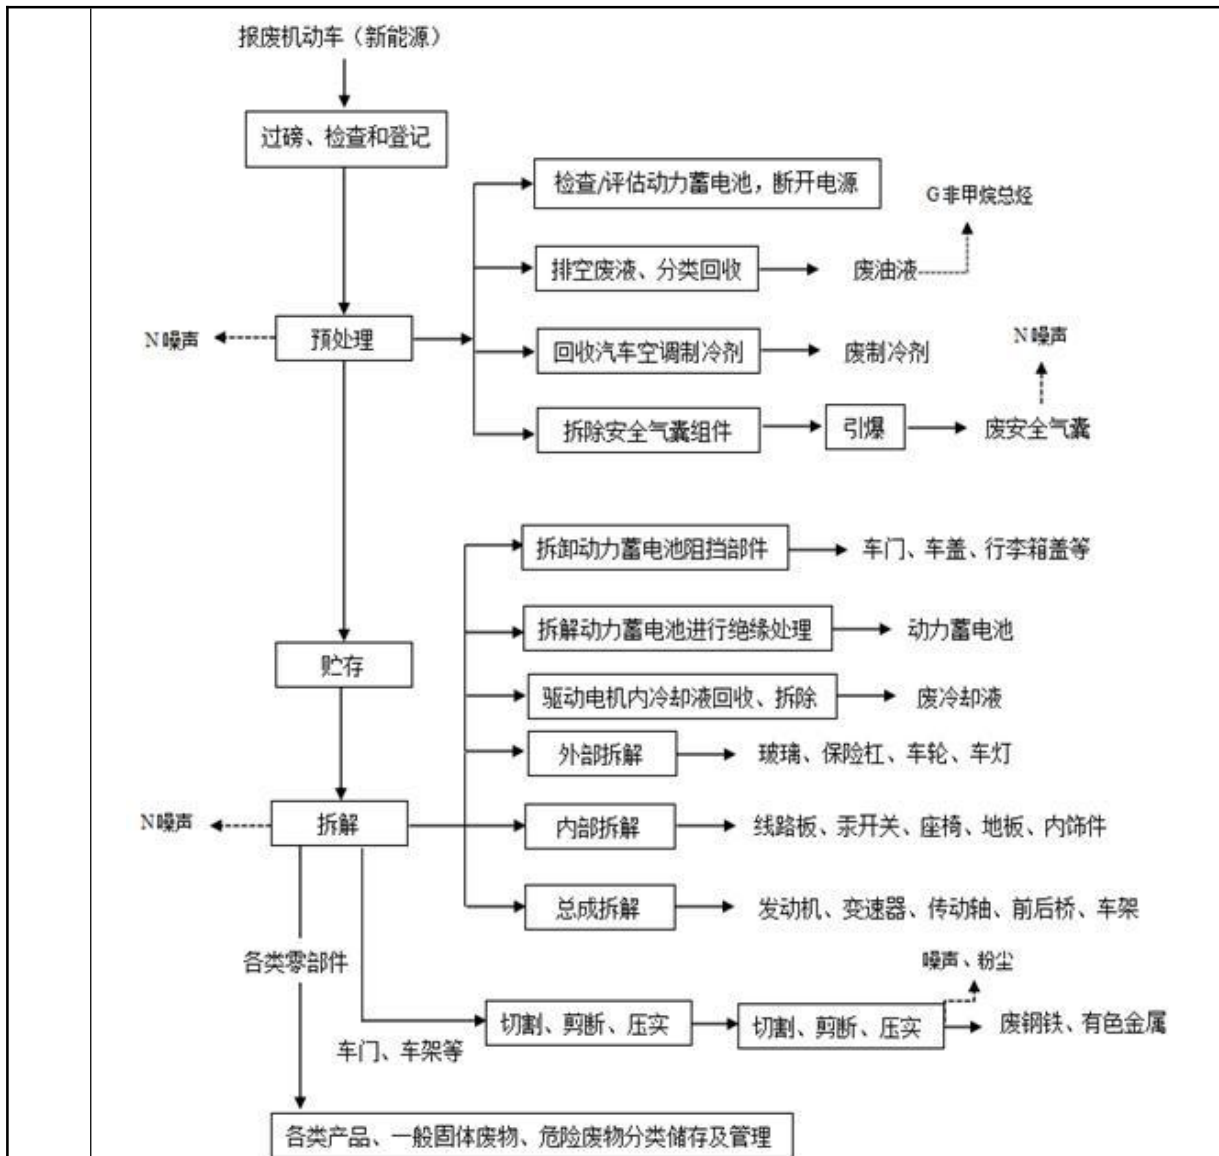 报废机动车（新能源）
过磅、检查和登记
检查/评估动力蓄电池，断开电源
G非甲烷总烃
排空废液、分类回收
废油液
N噪声
预处理
回收汽车空调制冷剂
废制冷剂
N噪声
拆除安全气囊组件
引爆
废安全气囊
拆卸动力蓄电池阻挡部件
车门、车盖、行李箱盖等
拆解动力蓄电池进行绝缘处理
动力蓄电池
贮存
驱动电机内冷却液回收、拆除
废冷却液
外部拆解
玻璃、保险杠、车轮、车灯
N噪声
拆解
内部拆解
线路板、汞开关、座椅、地板、内饰件
总成拆解
发动机、变速器、传动轴、前后桥、车架
各类零部件
噪声、粉尘
切割、剪断、压实
切割、剪断、压实
废钢铁、有色金属
车门、车架等
各类产品、一般固体废物、危险废物分类储存及管理